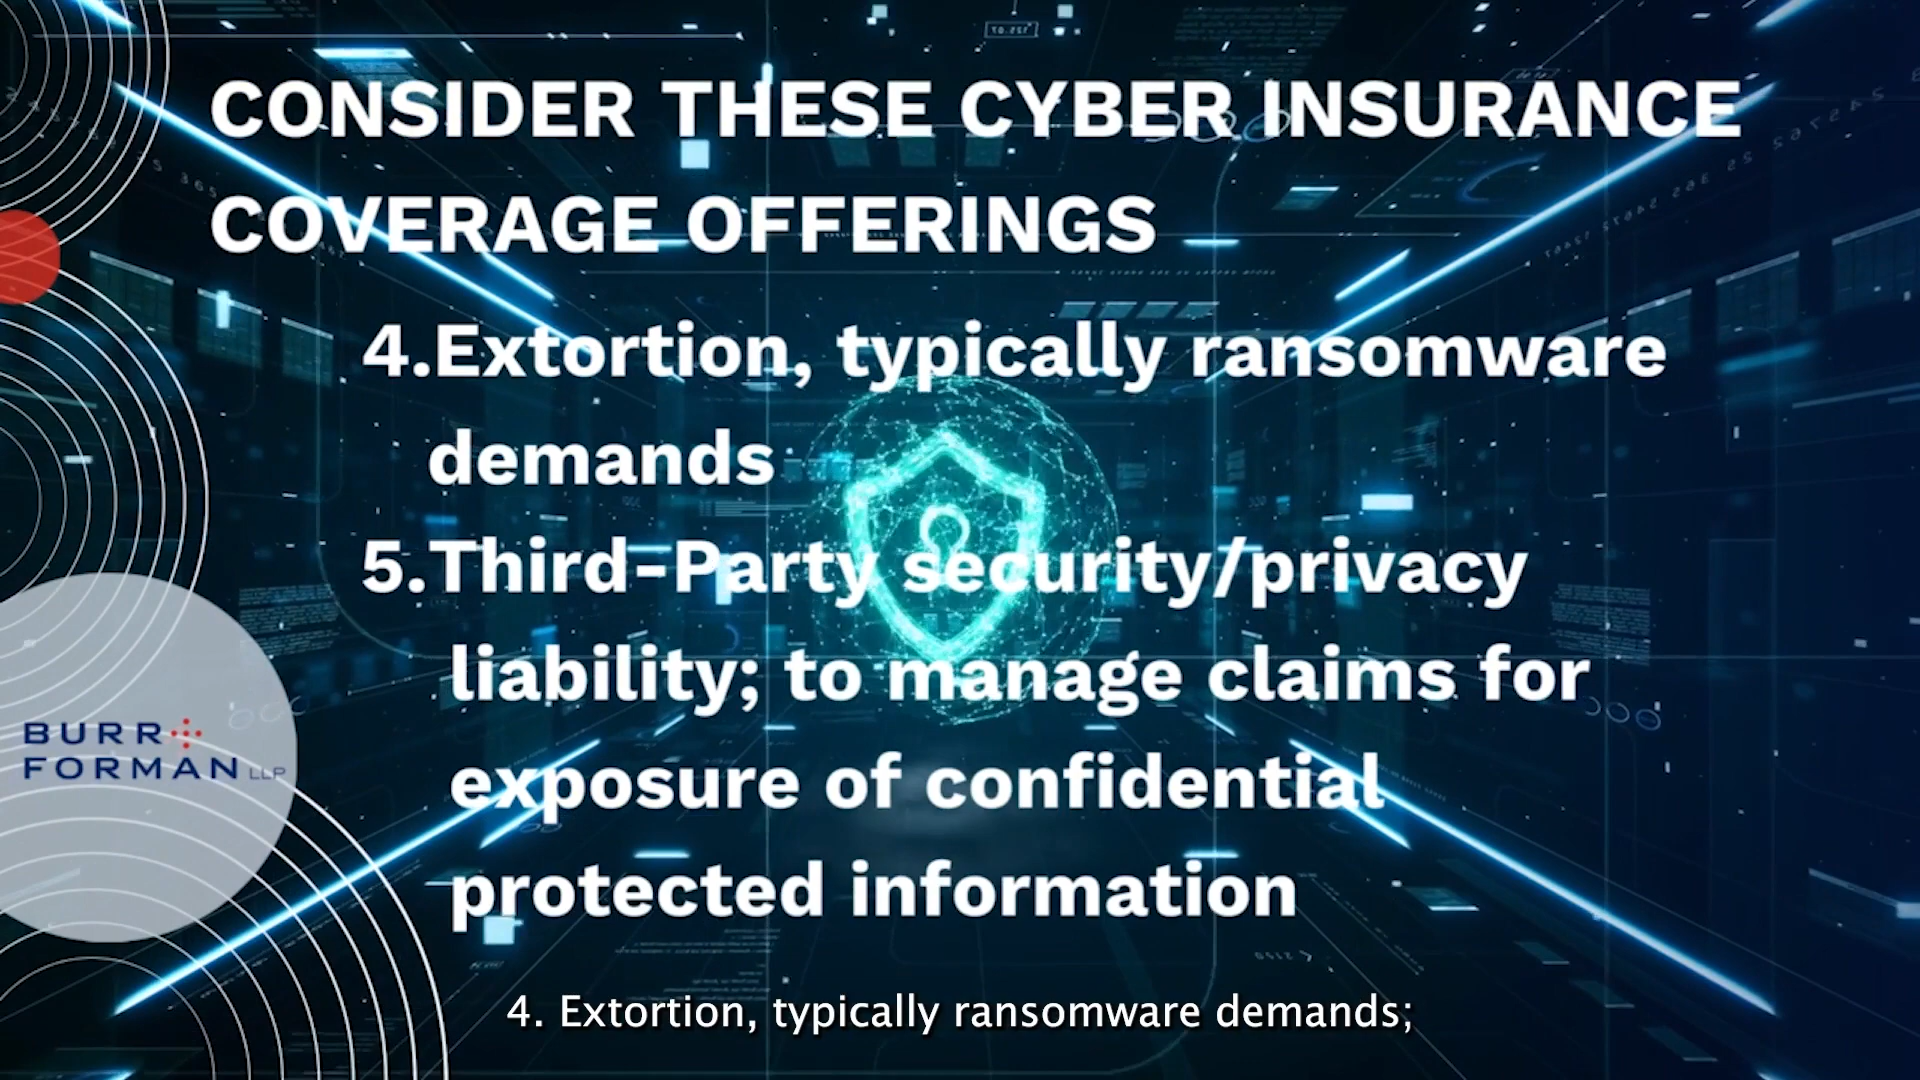 CONSIDER THESE CYBER INSURANCE
COVERAGE OFFERINGS
4.Extortion, typically ransomware
demands
5.Third-Party security/privacy
liability; to manage claims for
exposure of confidential
protected information
BURR
FORMAN LLP
4. Extortion, typically ransomware demands;